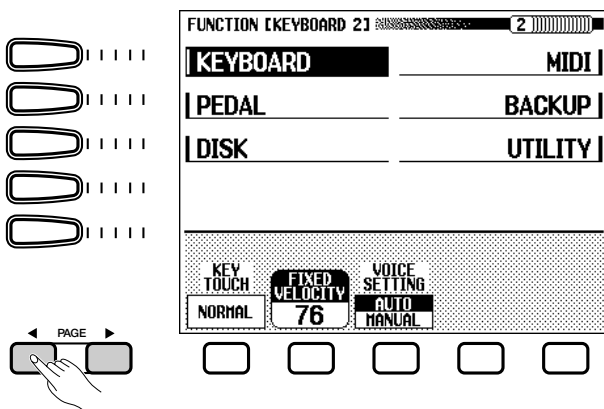 FUNCTION [KEYBOARD 2] 2
KEYBOARD MIDI
PEDAL BACKUP
DISK UTILITY
KEY TOUCH
NORMAL
FIXED VELOCITY
76
VOICE SETTING
AUTO
MANUAL
◀ PAGE ▶